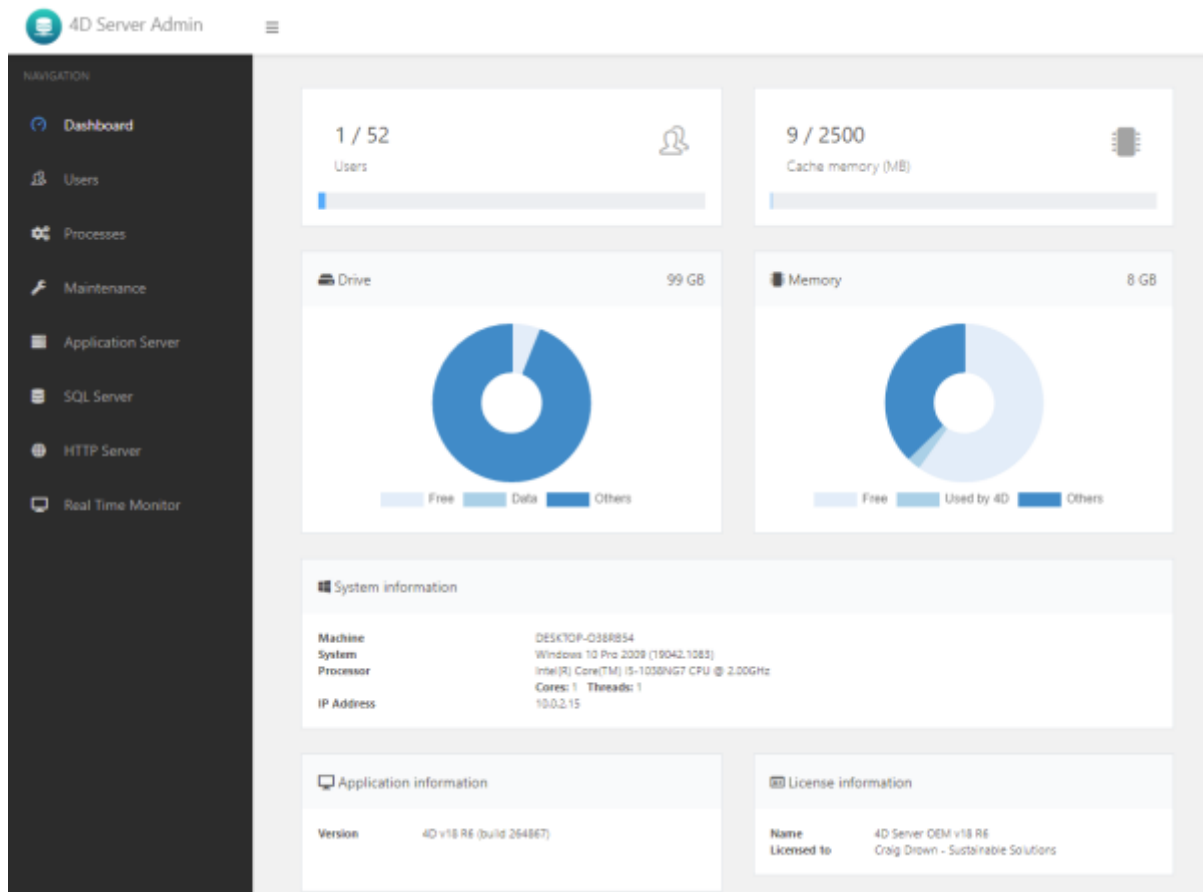 4D Server Admin
NAVIGATION
Dashboard
Users
Processes
Maintenance
Application Server
SQL Server
HTTP Server
Real Time Monitor
1 / 52
Users
9 / 2500
Cache memory (MB)
Drive 99 GB
Free Data Others
Memory 8 GB
Free Used by 4D Others
System information
Machine DESKTOP-O38RB54
System Windows 10 Pro 2009 (19042.1083)
Processor Intel(R) Core(TM) i5-1038NG7 CPU @ 2.00GHz
Cores: 1 Threads: 1
IP Address 10.0.2.15
Application information
Version 4D v18 R6 (build 264867)
License information
Name 4D Server OEM v18 R6
Licensed to Craig Drown - Sustainable Solutions